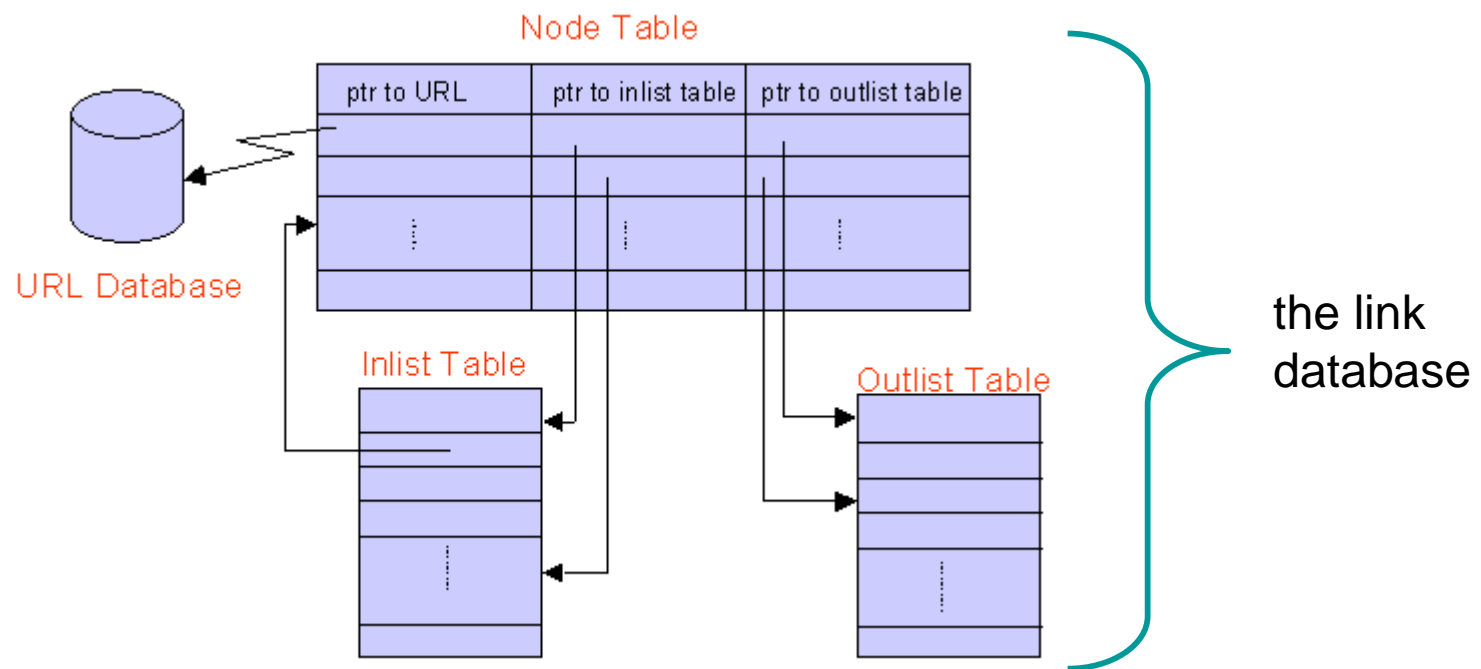 Node Table
ptr to URL
ptr to inlist table
ptr to outlist table
URL Database
Inlist Table
Outlist Table
the link
database